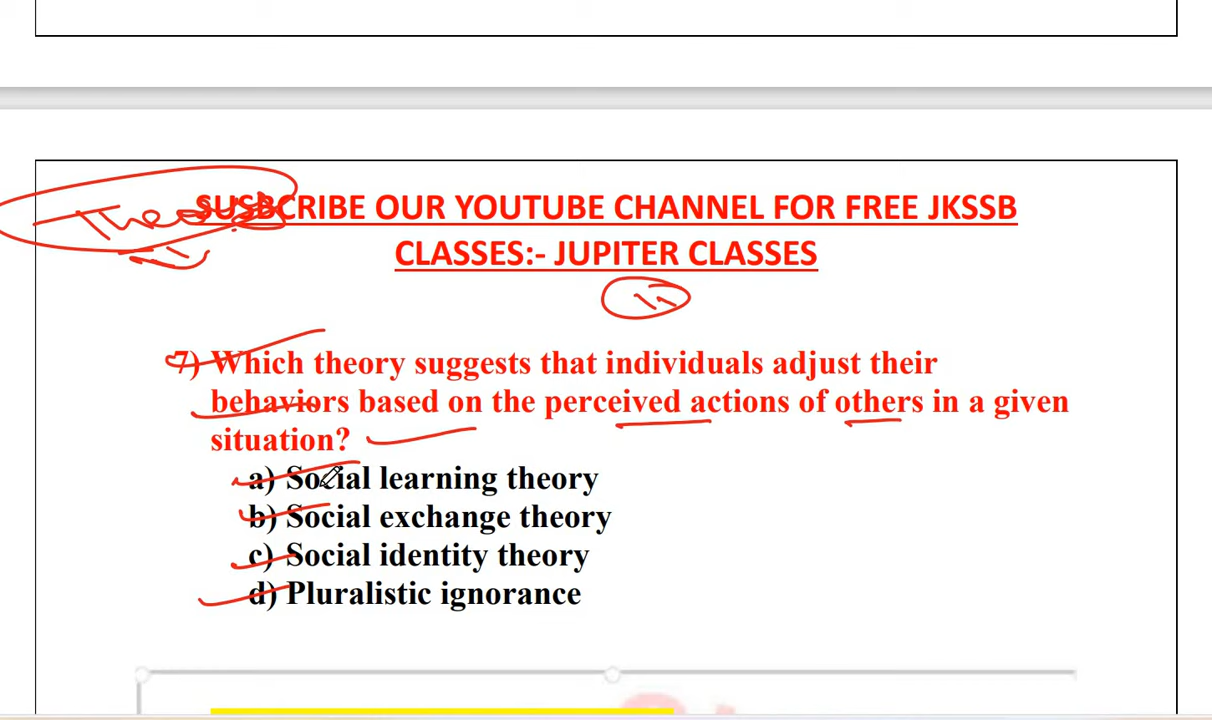 SUSBCRIBE OUR YOUTUBE CHANNEL FOR FREE JKSSB
CLASSES:- JUPITER CLASSES
7) Which theory suggests that individuals adjust their
behaviors based on the perceived actions of others in a given
situation?
a) Social learning theory
b) Social exchange theory
c) Social identity theory
d) Pluralistic ignorance